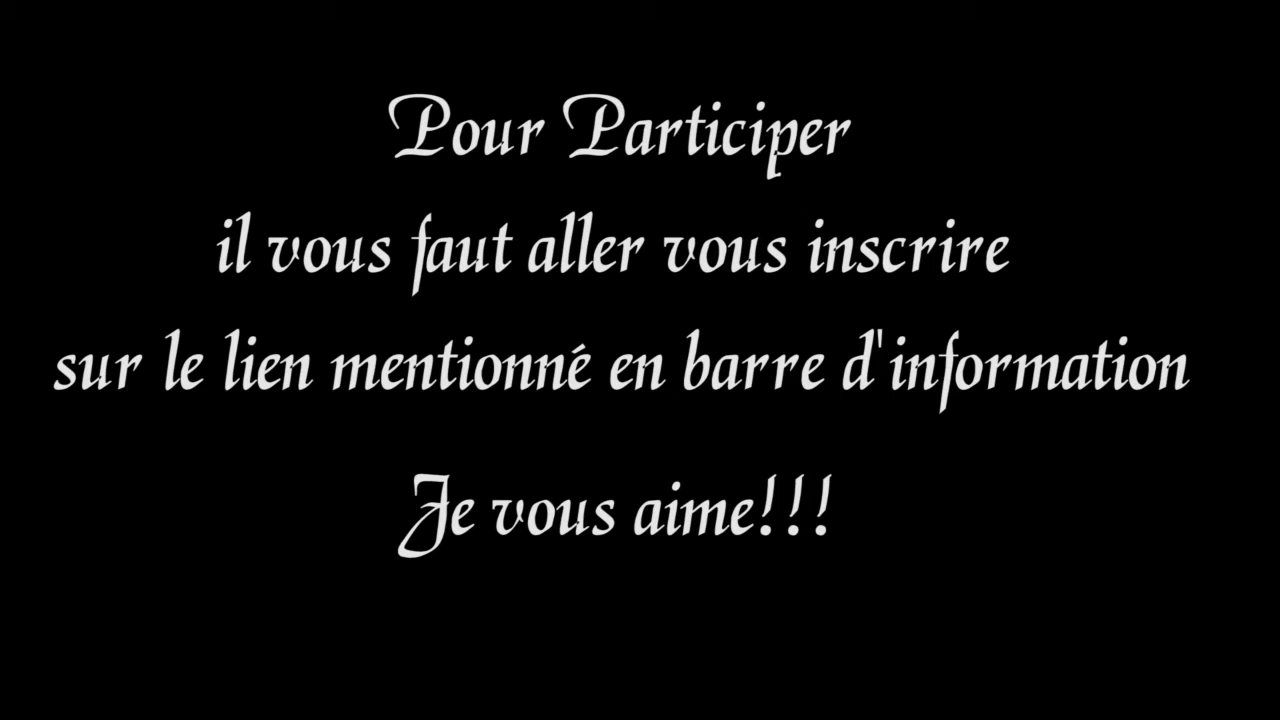 Pour Participer
il vous faut aller vous inscrire
sur le lien mentionné en barre d'information
Je vous aime!!!